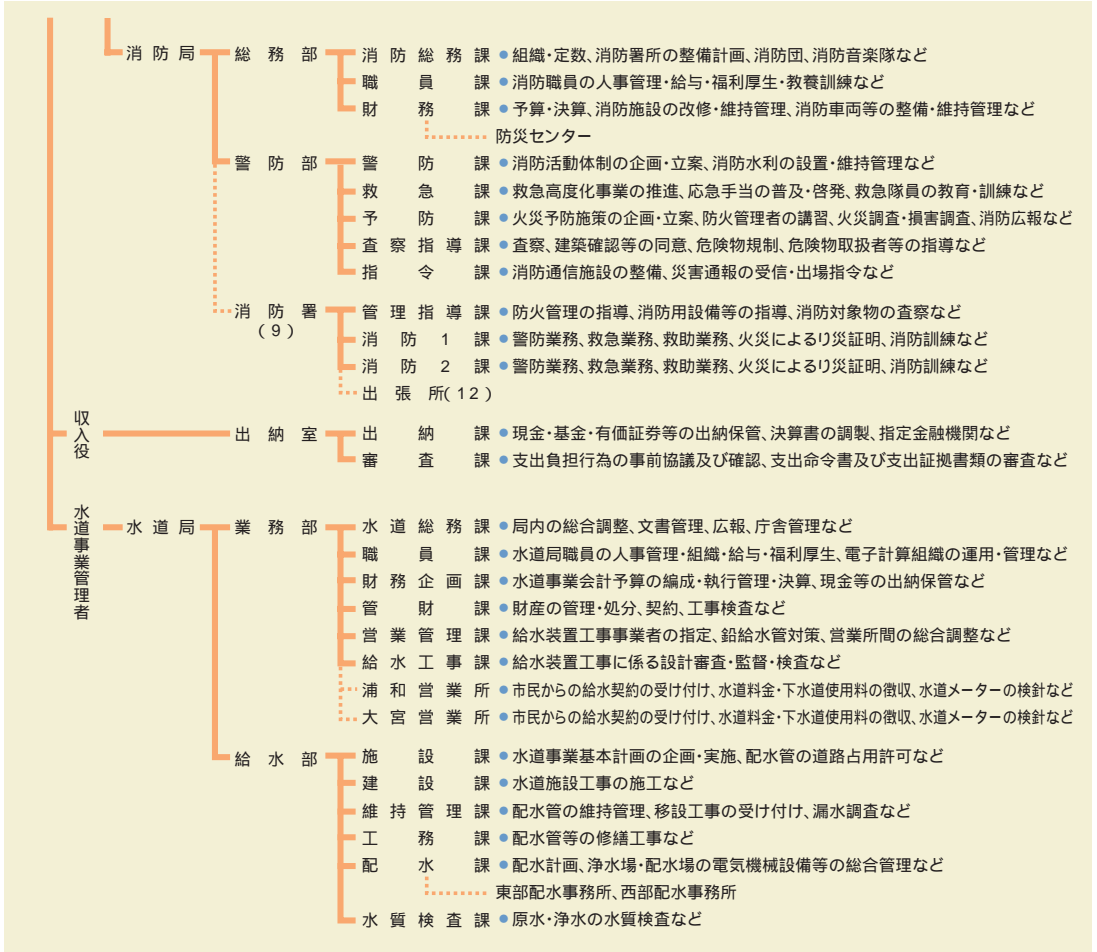 消防局 総務部 消防総務課 ●組織・定数、消防署所の整備計画、消防団、消防音楽隊など
職員課 ●消防職員の人事管理・給与・福利厚生・教養訓練など
財務課 ●予算・決算、消防施設の改修・維持管理、消防車両等の整備・維持管理など
防災センター
警防部 警防課 ●消防活動体制の企画・立案、消防水利の設置・維持管理など
救急課 ●救急高度化事業の推進、応急手当の普及・啓発、救急隊員の教育・訓練など
予防課 ●火災予防施策の企画・立案、防火管理者の講習、火災調査・損害調査、消防広報など
査察指導課 ●査察、建築確認等の同意、危険物規制、危険物取扱者等の指導など
指令課 ●消防通信施設の整備、災害通報の受信・出場指令など
消防署 管理指導課 ●防火管理の指導、消防用設備等の指導、消防対象物の査察など
(9)
消防1課 ●警防業務、救急業務、救助業務、火災によるり災証明、消防訓練など
消防2課 ●警防業務、救急業務、救助業務、火災によるり災証明、消防訓練など
出張所(12)
収入役 出納室 出納課 ●現金・基金・有価証券等の出納保管、決算書の調製、指定金融機関など
審査課 ●支出負担行為の事前協議及び確認、支出命令書及び支出証拠書類の審査など
水道事業管理者 水道局 業務部 水道総務課 ●局内の総合調整、文書管理、広報、庁舎管理など
職員課 ●水道局職員の人事管理・組織・給与・福利厚生、電子計算組織の運用・管理など
財務企画課 ●水道事業会計予算の編成・執行管理・決算、現金等の出納保管など
管財課 ●財産の管理・処分、契約、工事検査など
営業管理課 ●給水装置工事事業者の指定、鉛給水管対策、営業所間の総合調整など
給水工事課 ●給水装置工事に係る設計審査・監督・検査など
浦和営業所 ●市民からの給水契約の受け付け、水道料金・下水道使用料の徴収、水道メーターの検針など
大宮営業所 ●市民からの給水契約の受け付け、水道料金・下水道使用料の徴収、水道メーターの検針など
給水部 施設課 ●水道事業基本計画の企画・実施、配水管の道路占用許可など
建設課 ●水道施設工事の施工など
維持管理課 ●配水管の維持管理、移設工事の受け付け、漏水調査など
工務課 ●配水管等の修繕工事など
配水課 ●配水計画、浄水場・配水場の電気機械設備等の総合管理など
東部配水事務所、西部配水事務所
水質検査課 ●原水・浄水の水質検査など